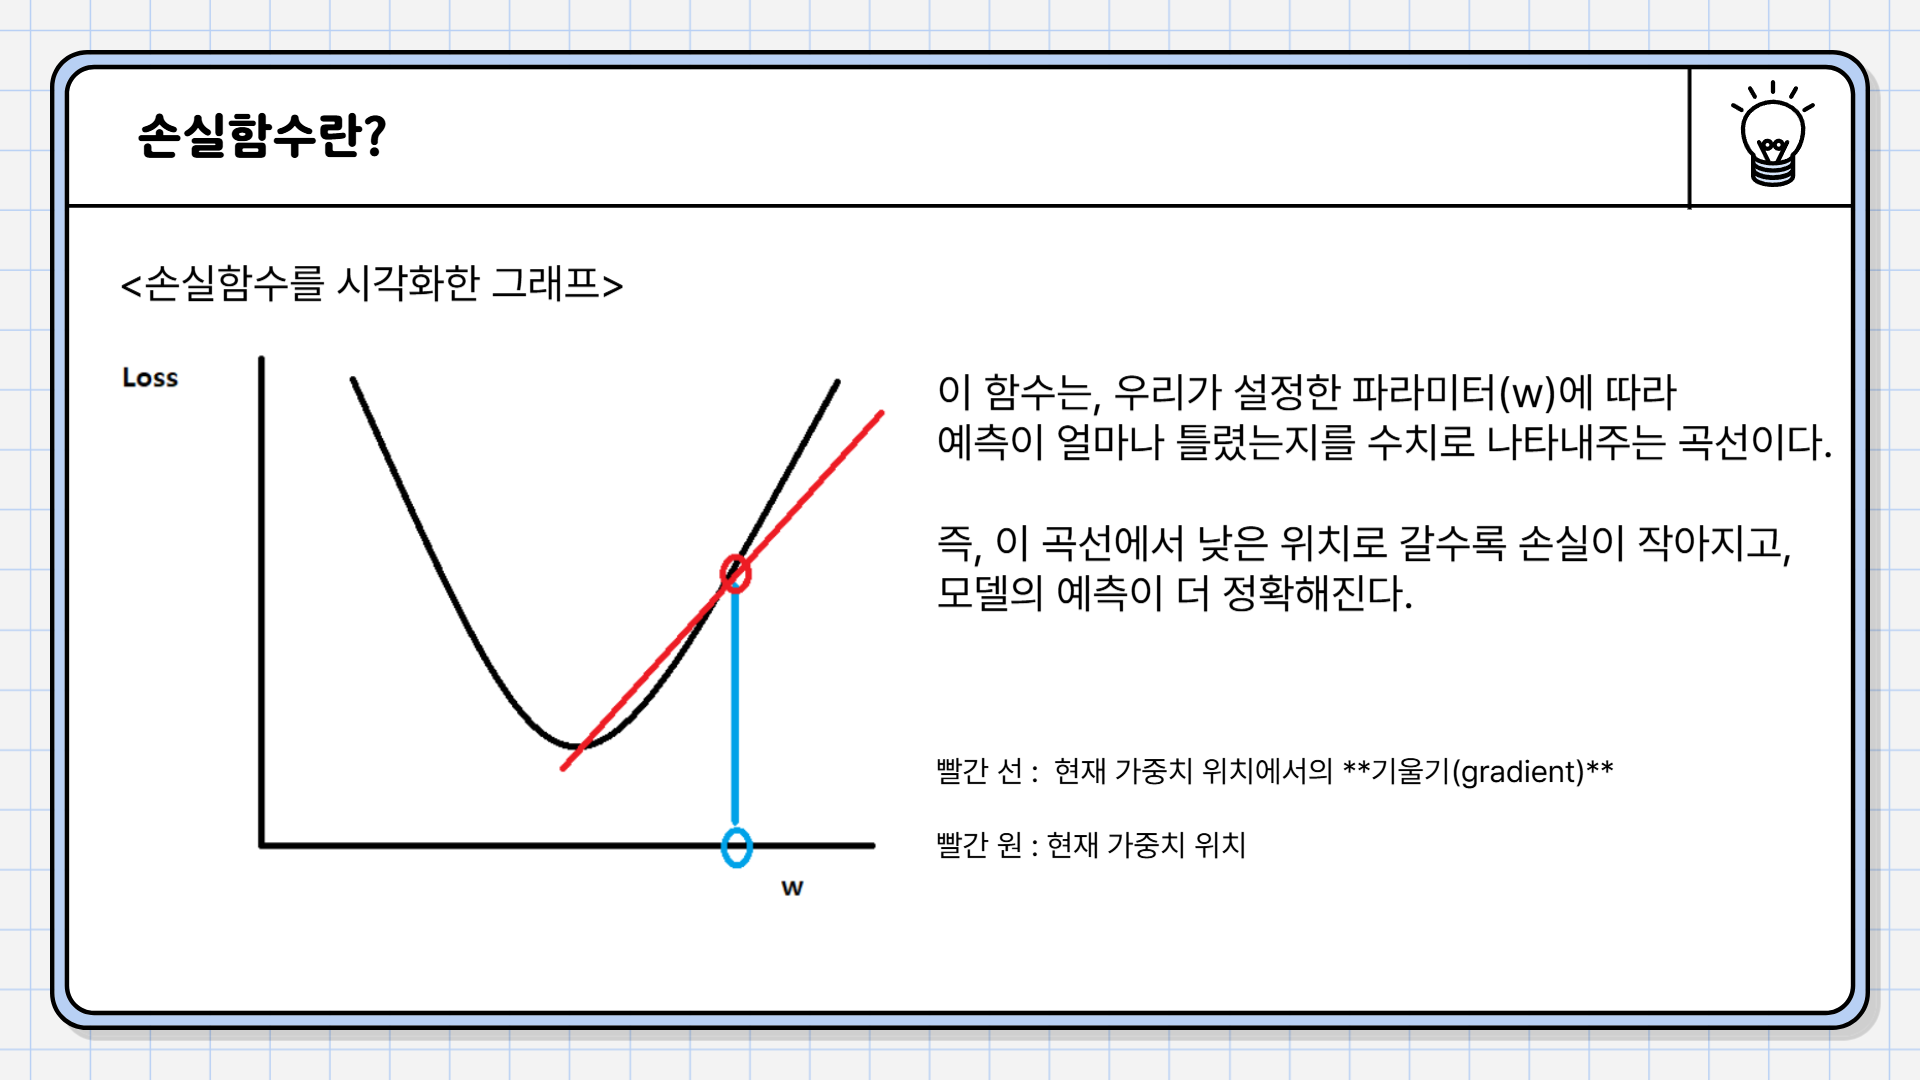 손실함수란?
<손실함수를 시각화한 그래프>
Loss
w
이 함수는, 우리가 설정한 파라미터(w)에 따라
예측이 얼마나 틀렸는지를 수치로 나타내주는 곡선이다.
즉, 이 곡선에서 낮은 위치로 갈수록 손실이 작아지고,
모델의 예측이 더 정확해진다.
빨간 선 :  현재 가중치 위치에서의 **기울기(gradient)**
빨간 원 : 현재 가중치 위치